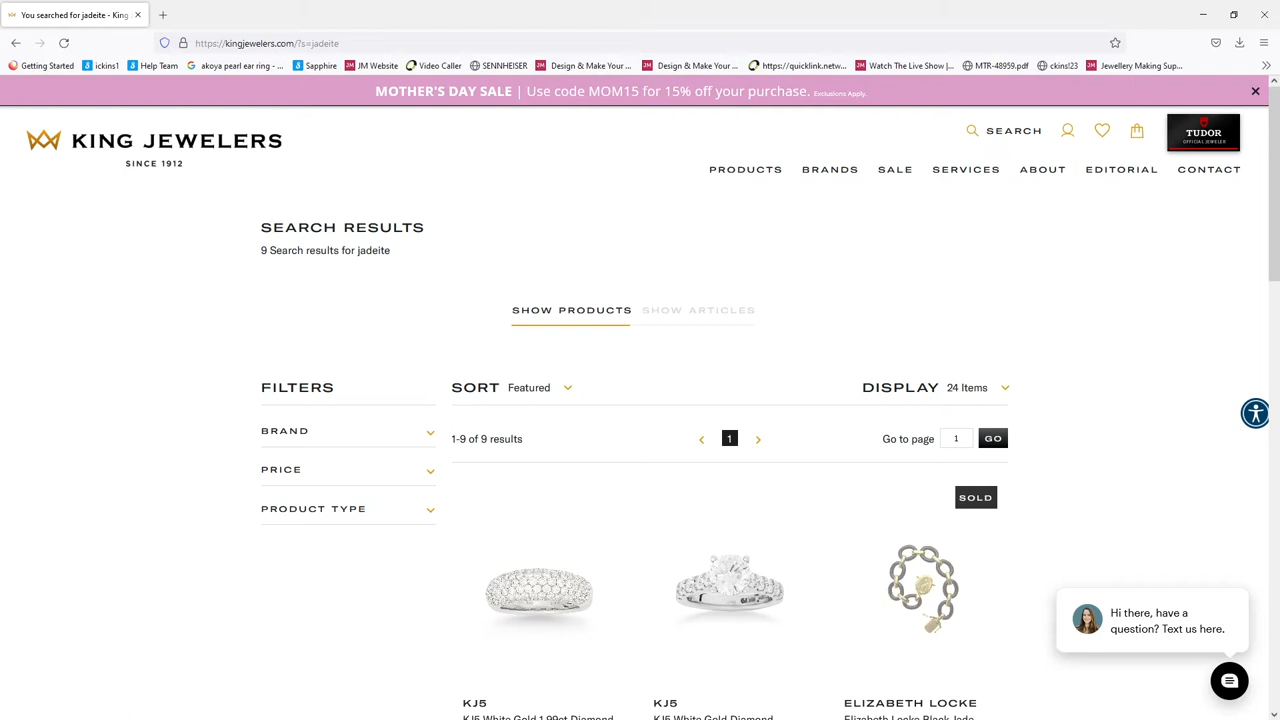 You searched for jadeite - King
https://kingjewelers.com/?s=jadeite
Getting Started
ickins1
Help Team
akoya pearl ear ring - ...
Sapphire
JM Website
Video Caller
SENNHEISER
Design & Make Your ...
Design & Make Your ...
https://quicklink.netw...
Watch The Live Show |...
MTR-48959.pdf
ckins!23
Jewellery Making Sup...
MOTHER'S DAY SALE | Use code MOM15 for 15% off your purchase. Exclusions Apply.
KING JEWELERS
SINCE 1912
SEARCH
TUDOR
OFFICIAL JEWELER
PRODUCTS BRANDS SALE SERVICES ABOUT EDITORIAL CONTACT
SEARCH RESULTS
9 Search results for jadeite
SHOW PRODUCTS SHOW ARTICLES
FILTERS
BRAND
PRICE
PRODUCT TYPE
SORT Featured
DISPLAY 24 Items
1-9 of 9 results
1
Go to page 1 GO
SOLD
KJ5
KJ5 White Gold 1.99ct Diamond
KJ5
KJ5 White Gold Diamond
ELIZABETH LOCKE
Elizabeth Locke Black Jade
Hi there, have a
question? Text us here.